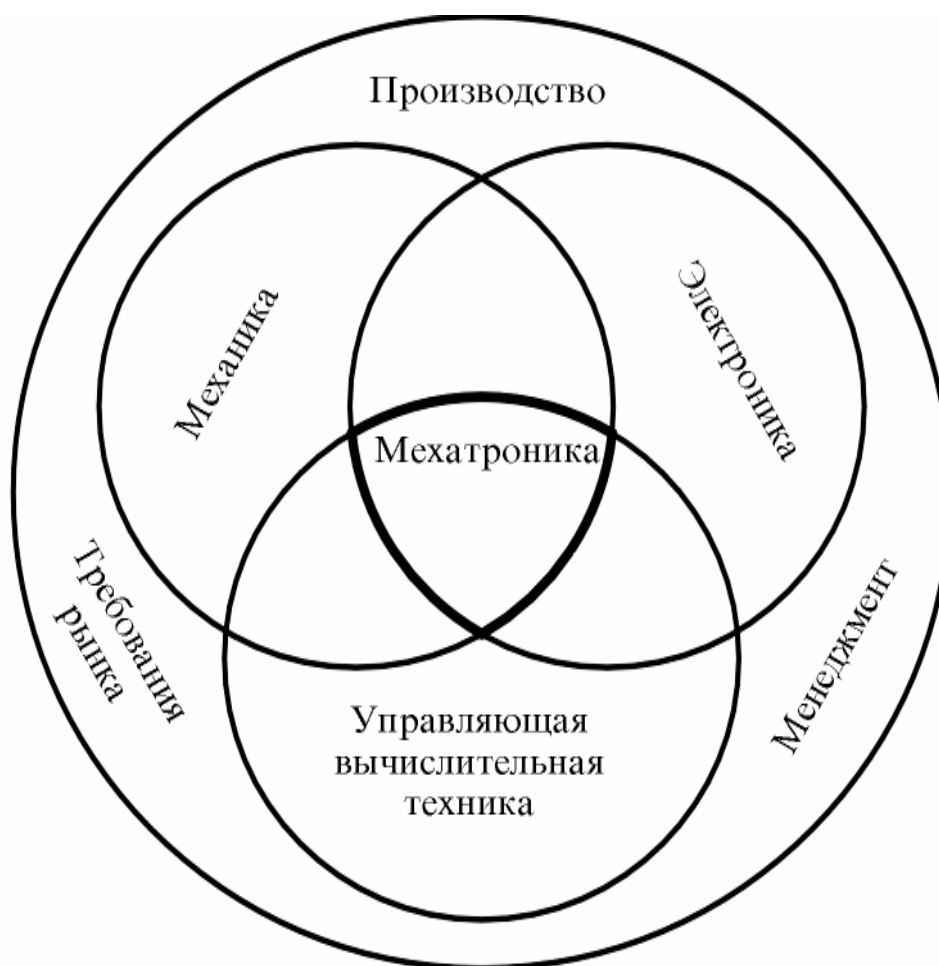 Производство
Механика
Электроника
Мехатроника
Требования
рынка
Менеджмент
Управляющая
вычислительная
техника